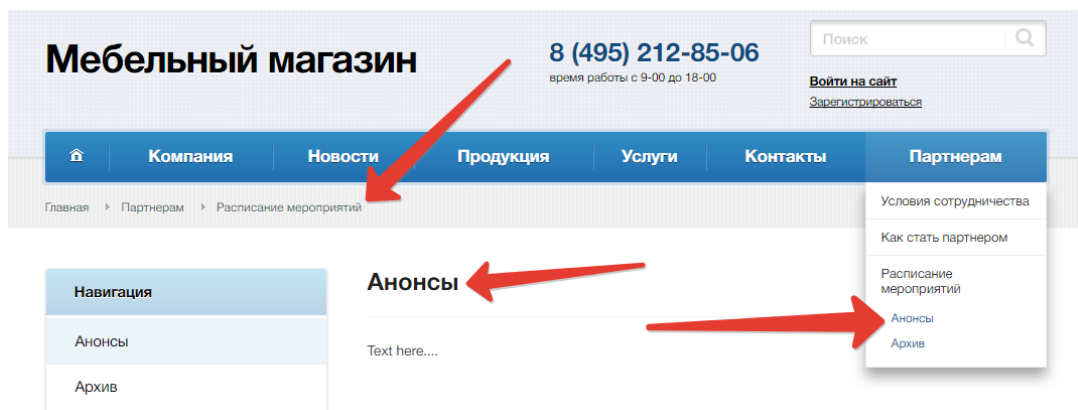 Мебельный магазин
8 (495) 212-85-06
время работы с 9-00 до 18-00
Поиск
Войти на сайт
Зарегистрироваться
Компания Новости Продукция Услуги Контакты Партнерам
Главная Партнерам Расписание мероприятий
Условия сотрудничества
Как стать партнером
Расписание
мероприятий
Анонсы
Архив
Навигация
Анонсы
Архив
Анонсы
Text here....